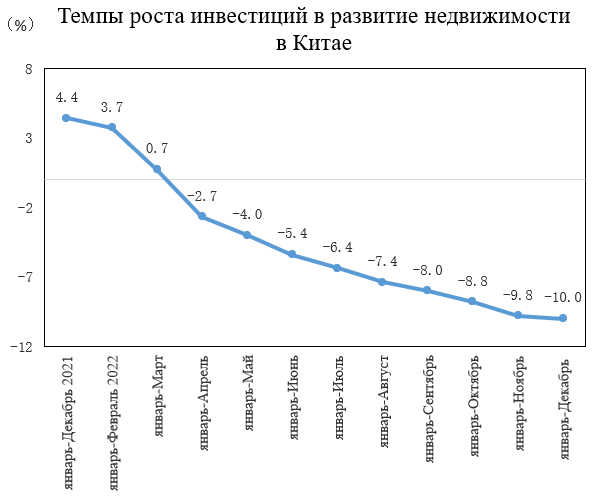 Темпы роста инвестиций в развитие недвижимости
в Китае
(%)
8
3
-2
-7
-12
4.4
3.7
0.7
-2.7
-4.0
-5.4
-6.4
-7.4
-8.0
-8.8
-9.8
-10.0
январь-Декабрь 2021
январь-Февраль 2022
январь-Март
январь-Апрель
январь-Май
январь-Июнь
январь-Июль
январь-Август
январь-Сентябрь
январь-Октябрь
январь-Ноябрь
январь-Декабрь